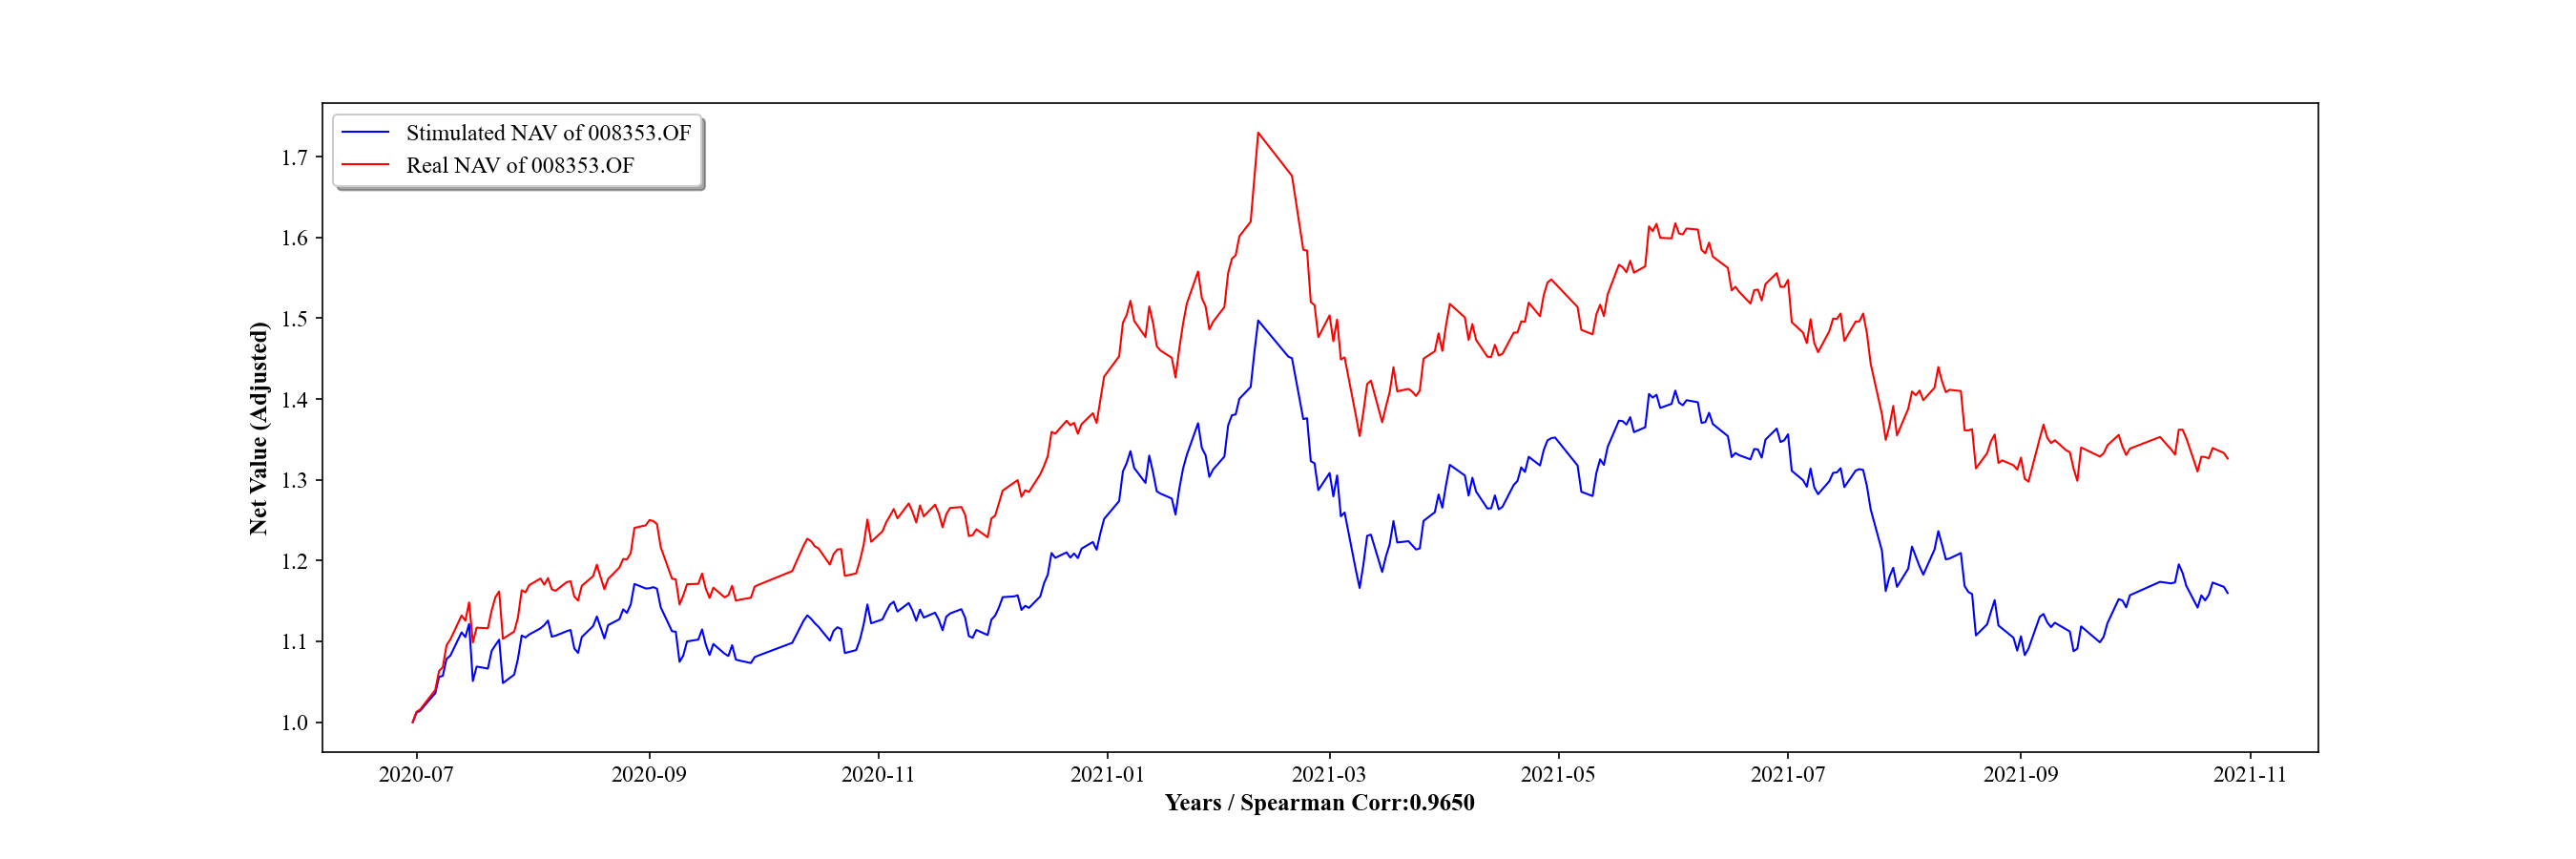 Stimulated NAV of 008353.OF
Real NAV of 008353.OF
Net Value (Adjusted)
1.7
1.6
1.5
1.4
1.3
1.2
1.1
1.0
2020-07 2020-09 2020-11 2021-01 2021-03 2021-05 2021-07 2021-09 2021-11
Years / Spearman Corr:0.9650